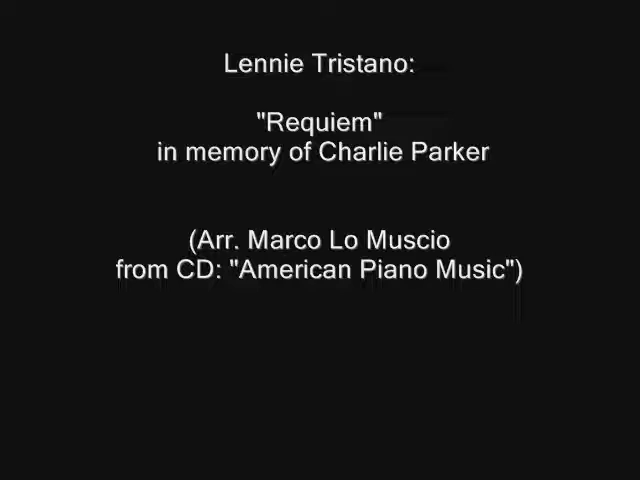 Lennie Tristano:
"Requiem"
in memory of Charlie Parker
(Arr. Marco Lo Muscio
from CD: "American Piano Music")